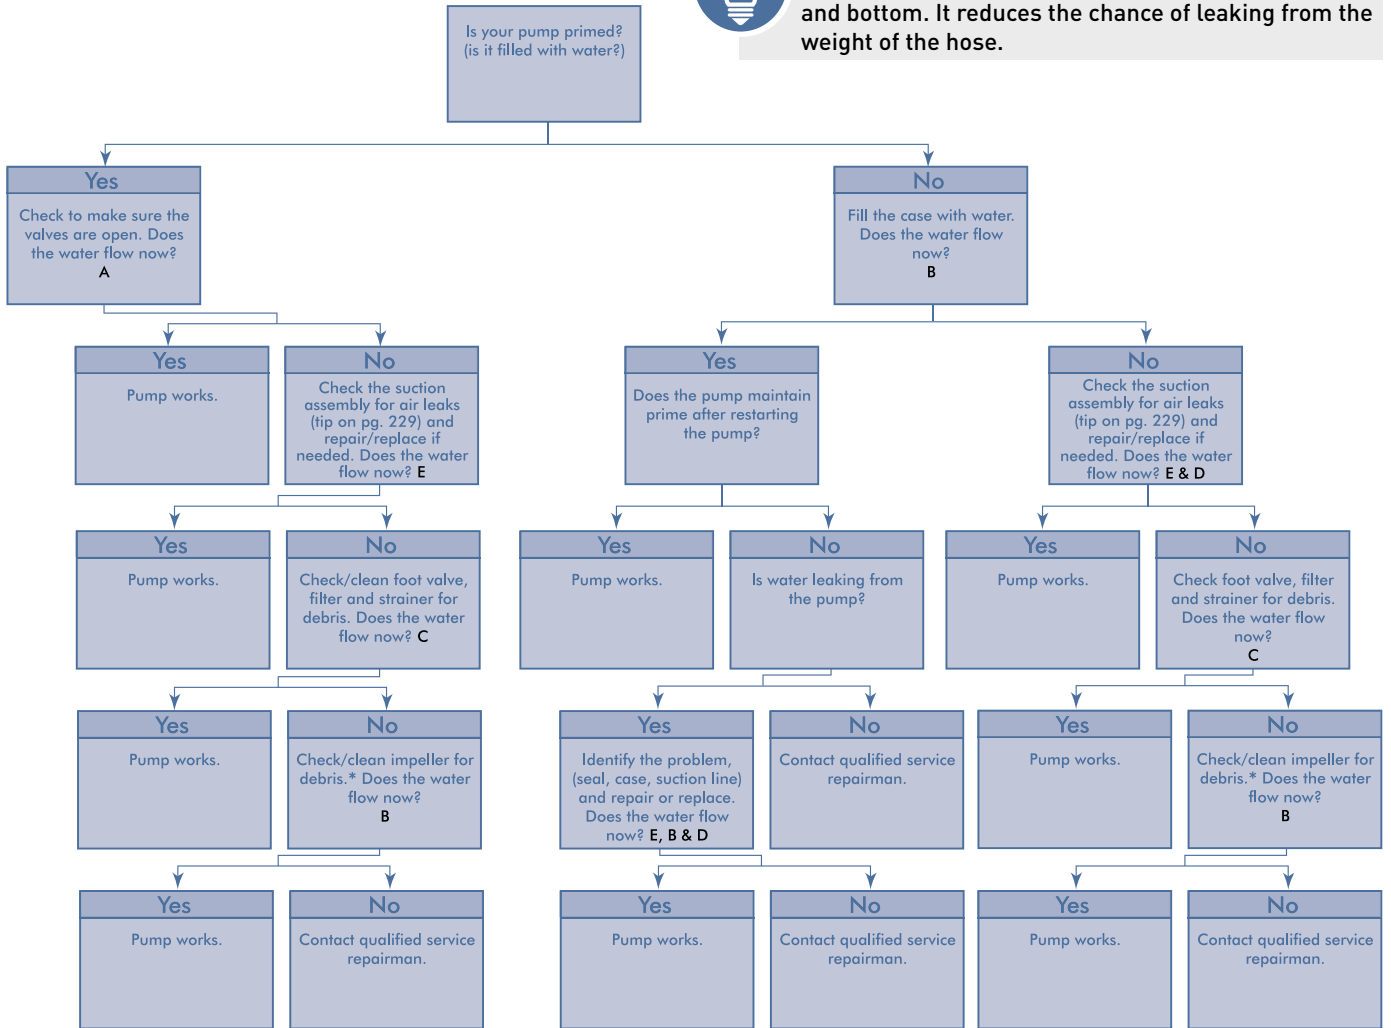 and bottom. It reduces the chance of leaking from the
weight of the hose.
Is your pump primed?
(is it filled with water?)
Yes
Check to make sure the
valves are open. Does
the water flow now?
A
No
Fill the case with water.
Does the water flow
now?
B
Yes
Pump works.
No
Check the suction
assembly for air leaks
(tip on pg. 229) and
repair/replace if
needed. Does the water
flow now? E
Yes
Does the pump maintain
prime after restarting
the pump?
No
Check the suction
assembly for air leaks
(tip on pg. 229) and
repair/replace if
needed. Does the water
flow now? E & D
Yes
Pump works.
No
Check/clean foot valve,
filter and strainer for
debris. Does the water
flow now? C
Yes
Pump works.
No
Is water leaking from
the pump?
Yes
Pump works.
No
Check foot valve, filter
and strainer for debris.
Does the water flow
now?
C
Yes
Pump works.
No
Check/clean impeller for
debris.* Does the water
flow now?
B
Yes
Identify the problem,
(seal, case, suction line)
and repair or replace.
Does the water flow
now? E, B & D
No
Contact qualified service
repairman.
Yes
Pump works.
No
Check/clean impeller for
debris.* Does the water
flow now?
B
Yes
Pump works.
No
Contact qualified service
repairman.
Yes
Pump works.
No
Contact qualified service
repairman.
Yes
Pump works.
No
Contact qualified service
repairman.